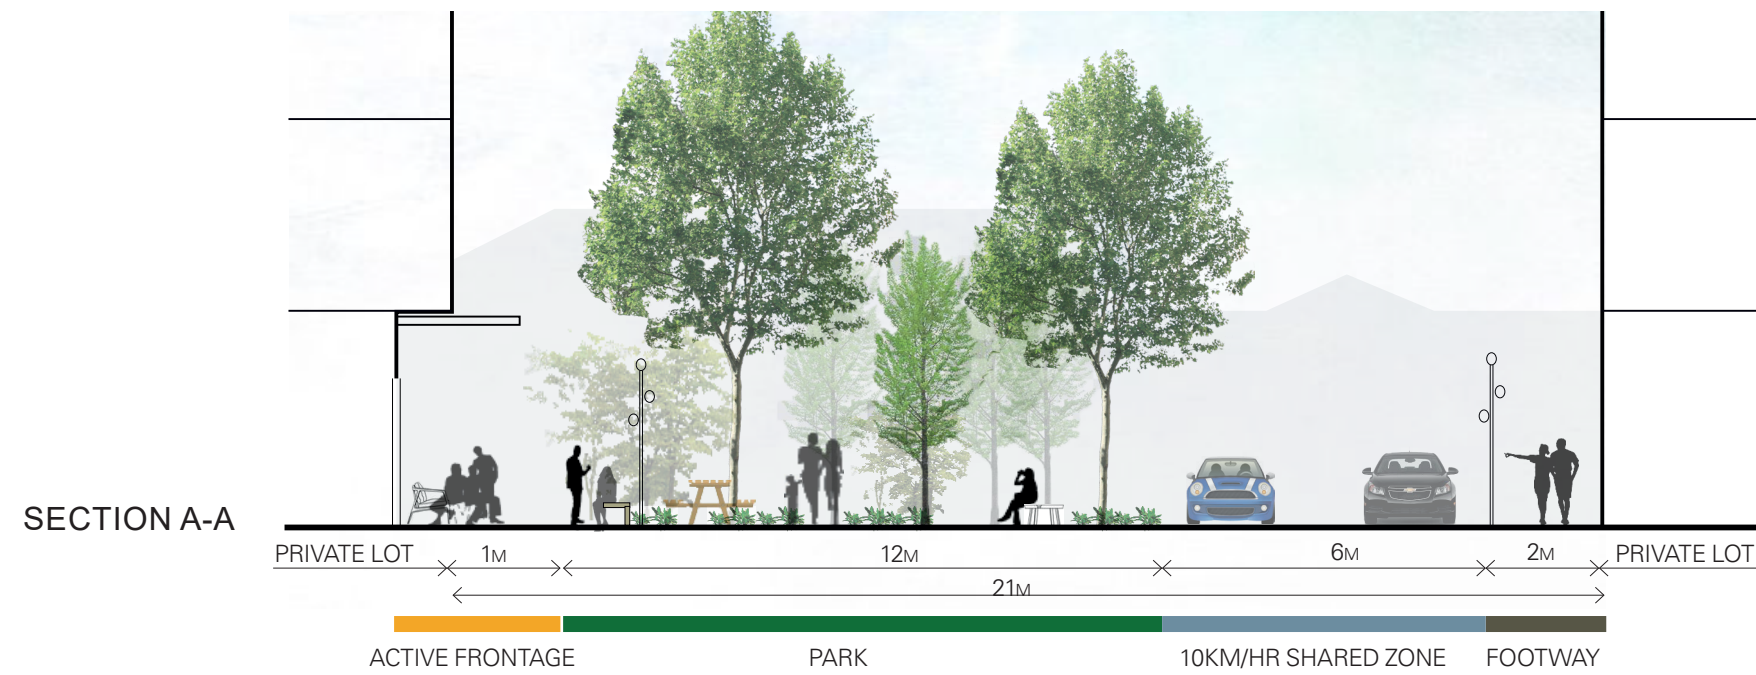 SECTION A-A
PRIVATE LOT 1M 12M 6M 2M PRIVATE LOT
21M
ACTIVE FRONTAGE PARK 10KM/HR SHARED ZONE FOOTWAY